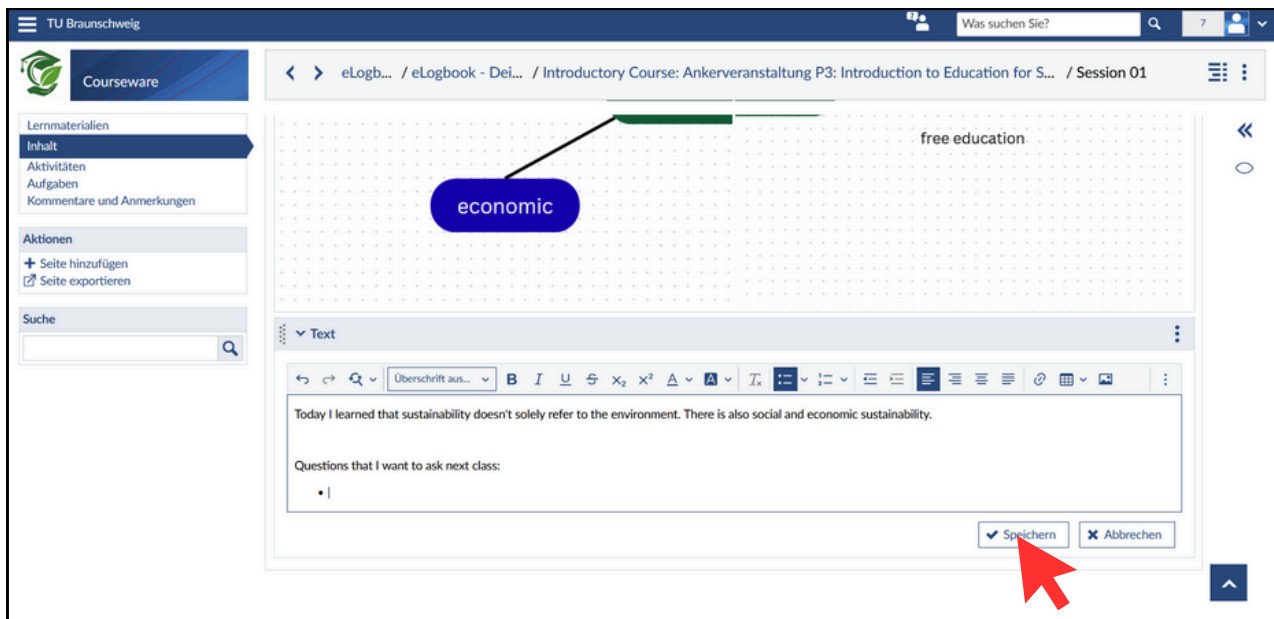 TU Braunschweig
Was suchen Sie?
7
Courseware
eLogb... / eLogbook - Dei... / Introductory Course: Ankerveranstaltung P3: Introduction to Education for S... / Session 01
Lernmaterialien
Inhalt
Aktivitäten
Aufgaben
Kommentare und Anmerkungen
Aktionen
Seite hinzufügen
Seite exportieren
Suche
free education
economic
Text
Überschrift aus...
Today I learned that sustainability doesn't solely refer to the environment. There is also social and economic sustainability.
Questions that I want to ask next class:
•
Speichern
Abbrechen